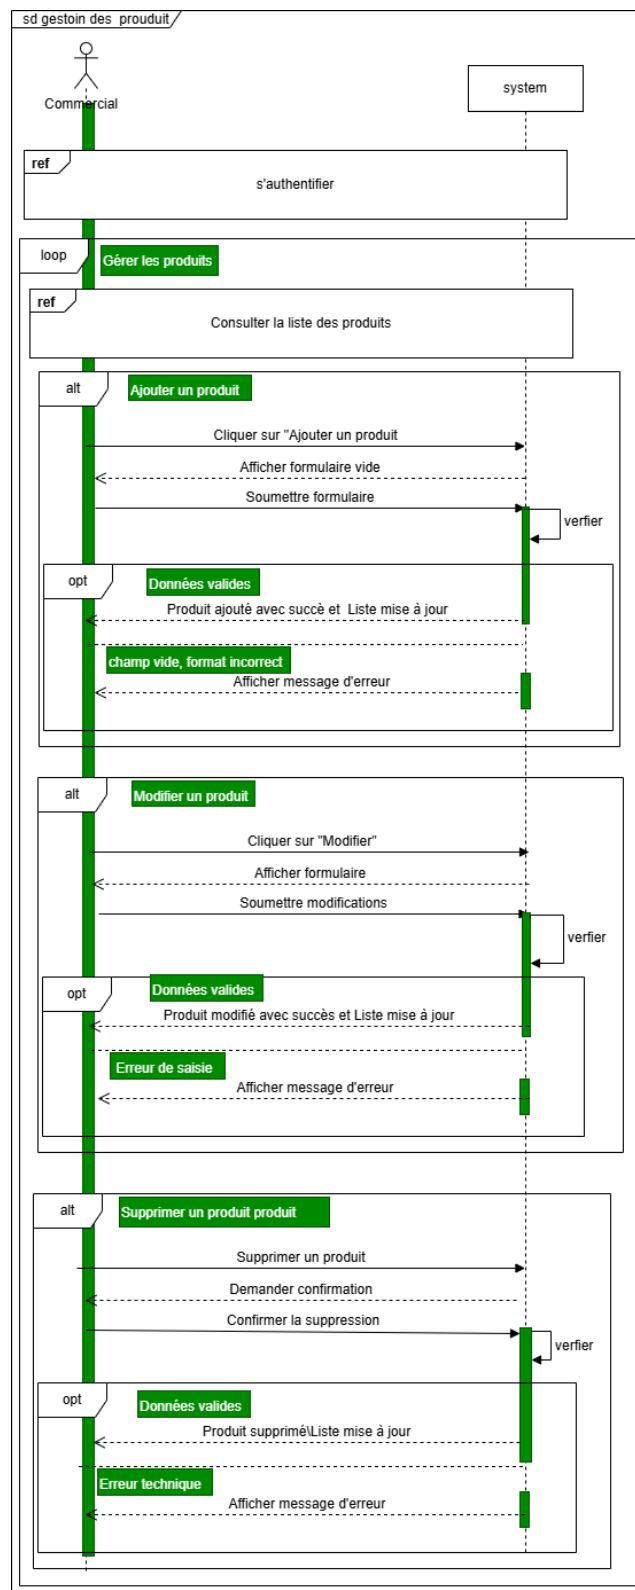 sd gestoin des prouduit
Commercial
system
ref
s'authentifier
loop
Gérer les produits
ref
Consulter la liste des produits
alt
Ajouter un produit
Cliquer sur "Ajouter un produit
Afficher formulaire vide
Soumettre formulaire
verfier
opt
Données valides
Produit ajouté avec succè et Liste mise à jour
champ vide, format incorrect
Afficher message d'erreur
alt
Modifier un produit
Cliquer sur "Modifier"
Afficher formulaire
Soumettre modifications
verfier
opt
Données valides
Produit modifié avec succès et Liste mise à jour
Erreur de saisie
Afficher message d'erreur
alt
Supprimer un produit produit
Supprimer un produit
Demander confirmation
Confirmer la suppression
verfier
opt
Données valides
Produit supprimé\Liste mise à jour
Erreur technique
Afficher message d'erreur